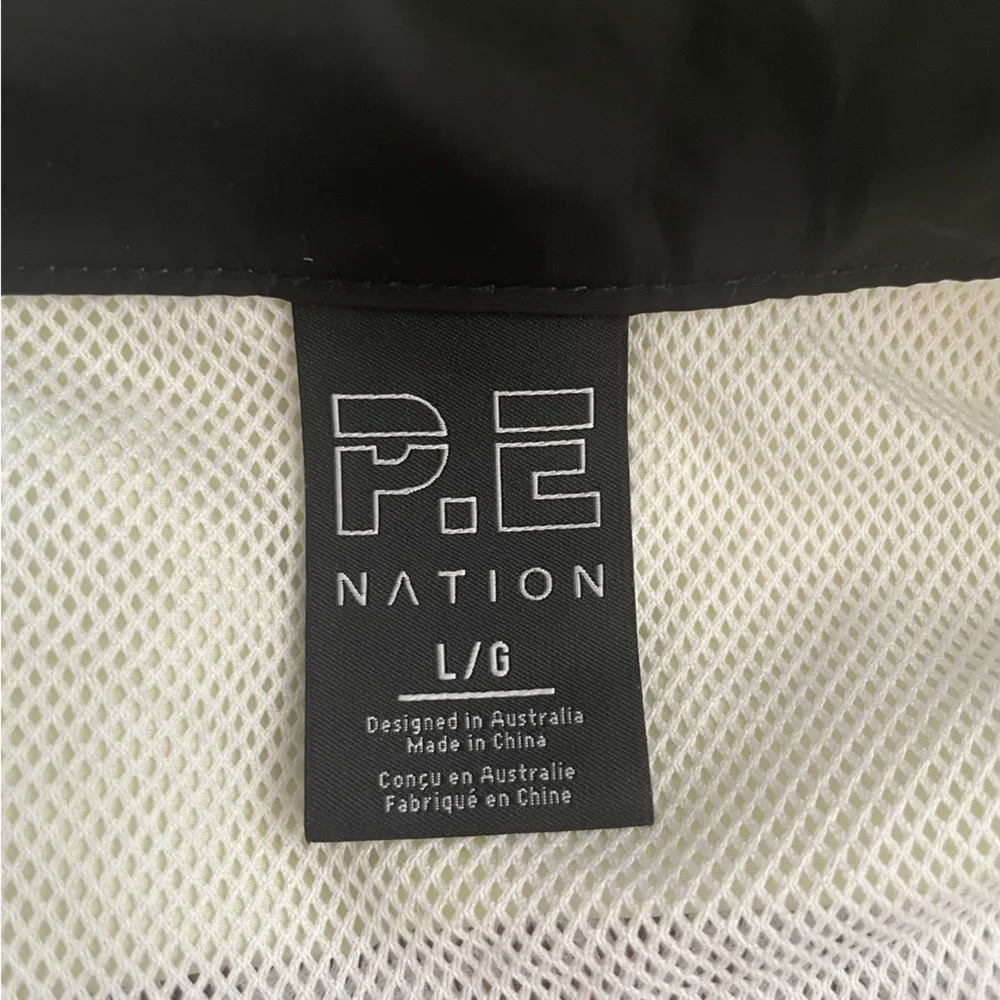 P.E
NATION
L/G
Designed in Australia
Made in China
Conçu en Australie
Fabriqué en Chine